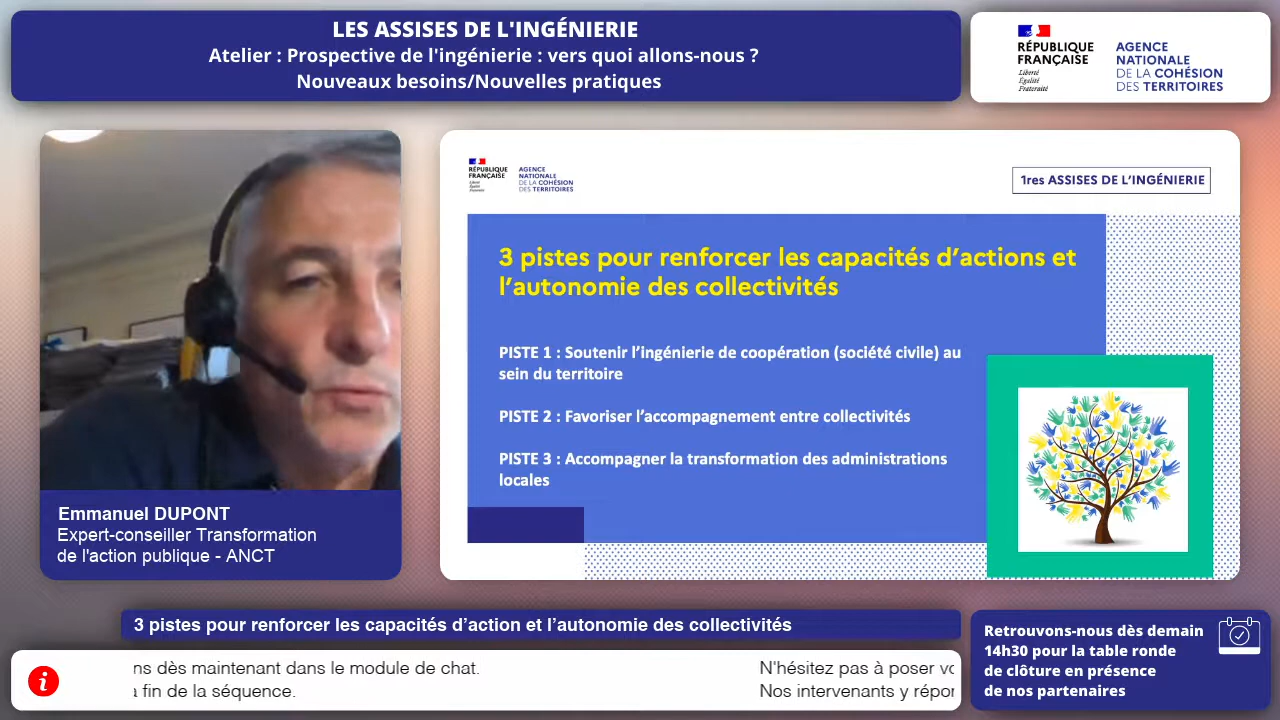 LES ASSISES DE L'INGÉNIERIE
Atelier : Prospective de l'ingénierie : vers quoi allons-nous ?
Nouveaux besoins/Nouvelles pratiques
RÉPUBLIQUE
FRANÇAISE
Liberté
Égalité
Fraternité
AGENCE
NATIONALE
DE LA COHÉSION
DES TERRITOIRES
RÉPUBLIQUE
FRANÇAISE
Liberté
Égalité
Fraternité
AGENCE
NATIONALE
DE LA COHÉSION
DES TERRITOIRES
1res ASSISES DE L'INGÉNIERIE
3 pistes pour renforcer les capacités d'actions et
l'autonomie des collectivités
PISTE 1 : Soutenir l'ingénierie de coopération (société civile) au
sein du territoire
PISTE 2 : Favoriser l'accompagnement entre collectivités
PISTE 3 : Accompagner la transformation des administrations
locales
Emmanuel DUPONT
Expert-conseiller Transformation
de l'action publique - ANCT
3 pistes pour renforcer les capacités d'action et l'autonomie des collectivités
ns dès maintenant dans le module de chat.
a fin de la séquence.
N'hésitez pas à poser vo
Nos intervenants y répor
Retrouvons-nous dès demain
14h30 pour la table ronde
de clôture en présence
de nos partenaires